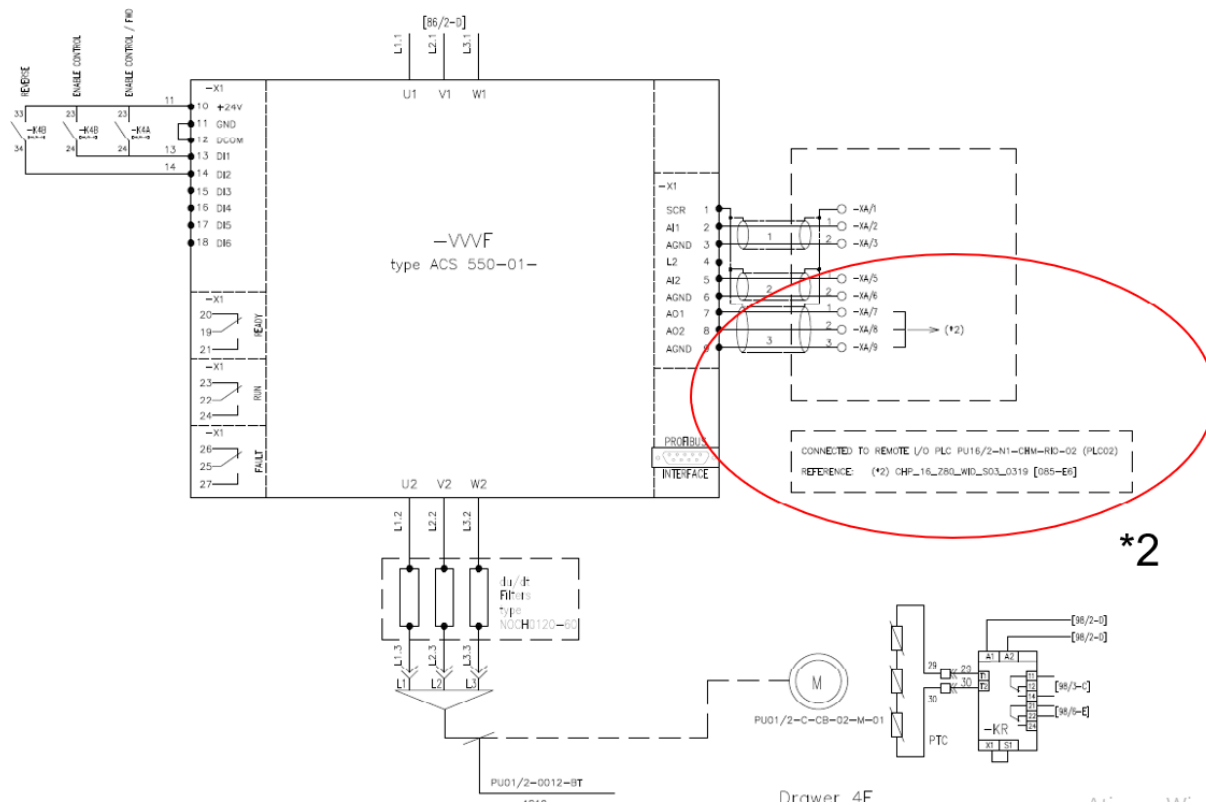 [86/2-D]
L1.1
L2.1
L3.1
REVERSE
ENABLE CONTROL
ENABLE CONTROL / FWD
33
34
-K4B
23
24
-K4B
23
24
-K4A
11
13
14
-X1
10 +24V
11 GND
12 DCOM
13 DI1
14 DI2
15 DI3
16 DI4
17 DI5
18 DI6
U1 V1 W1
-VVVF
type ACS 550-01-
-X1
20
19
21
READY
-X1
23
22
24
RUN
-X1
26
25
27
FAULT
-X1
SCR 1
AI1 2
AGND 3
L2 4
AI2 5
AGND 6
AO1 7
AO2 8
AGND 9
1
2
3
-XA/1
1 -XA/2
2 -XA/3
1 -XA/5
2 -XA/6
1 -XA/7
2 -XA/8
3 -XA/9
(*2)
PROFIBUS
INTERFACE
CONNECTED TO REMOTE I/O PLC PU16/2-N1-CHM-RIO-02 (PLC02)
REFERENCE: (*2) CHP_16_Z80_WIO_S03_0319 [085-E6]
*2
U2 V2 W2
L1.2
L2.2
L3.2
du/dt
Filters
type
NOCH0120-60
L1.3
L2.3
L3.3
L1 L2 L3
M
PU01/2-C-CB-02-M-01
PU01/2-0012-BT
PTC
29
30
29
30
A1 A2
T1
T2
11
12
14
21
22
24
-KR
X1 S1
[98/2-D]
[98/2-D]
[98/3-C]
[98/6-E]
Drawer 4F